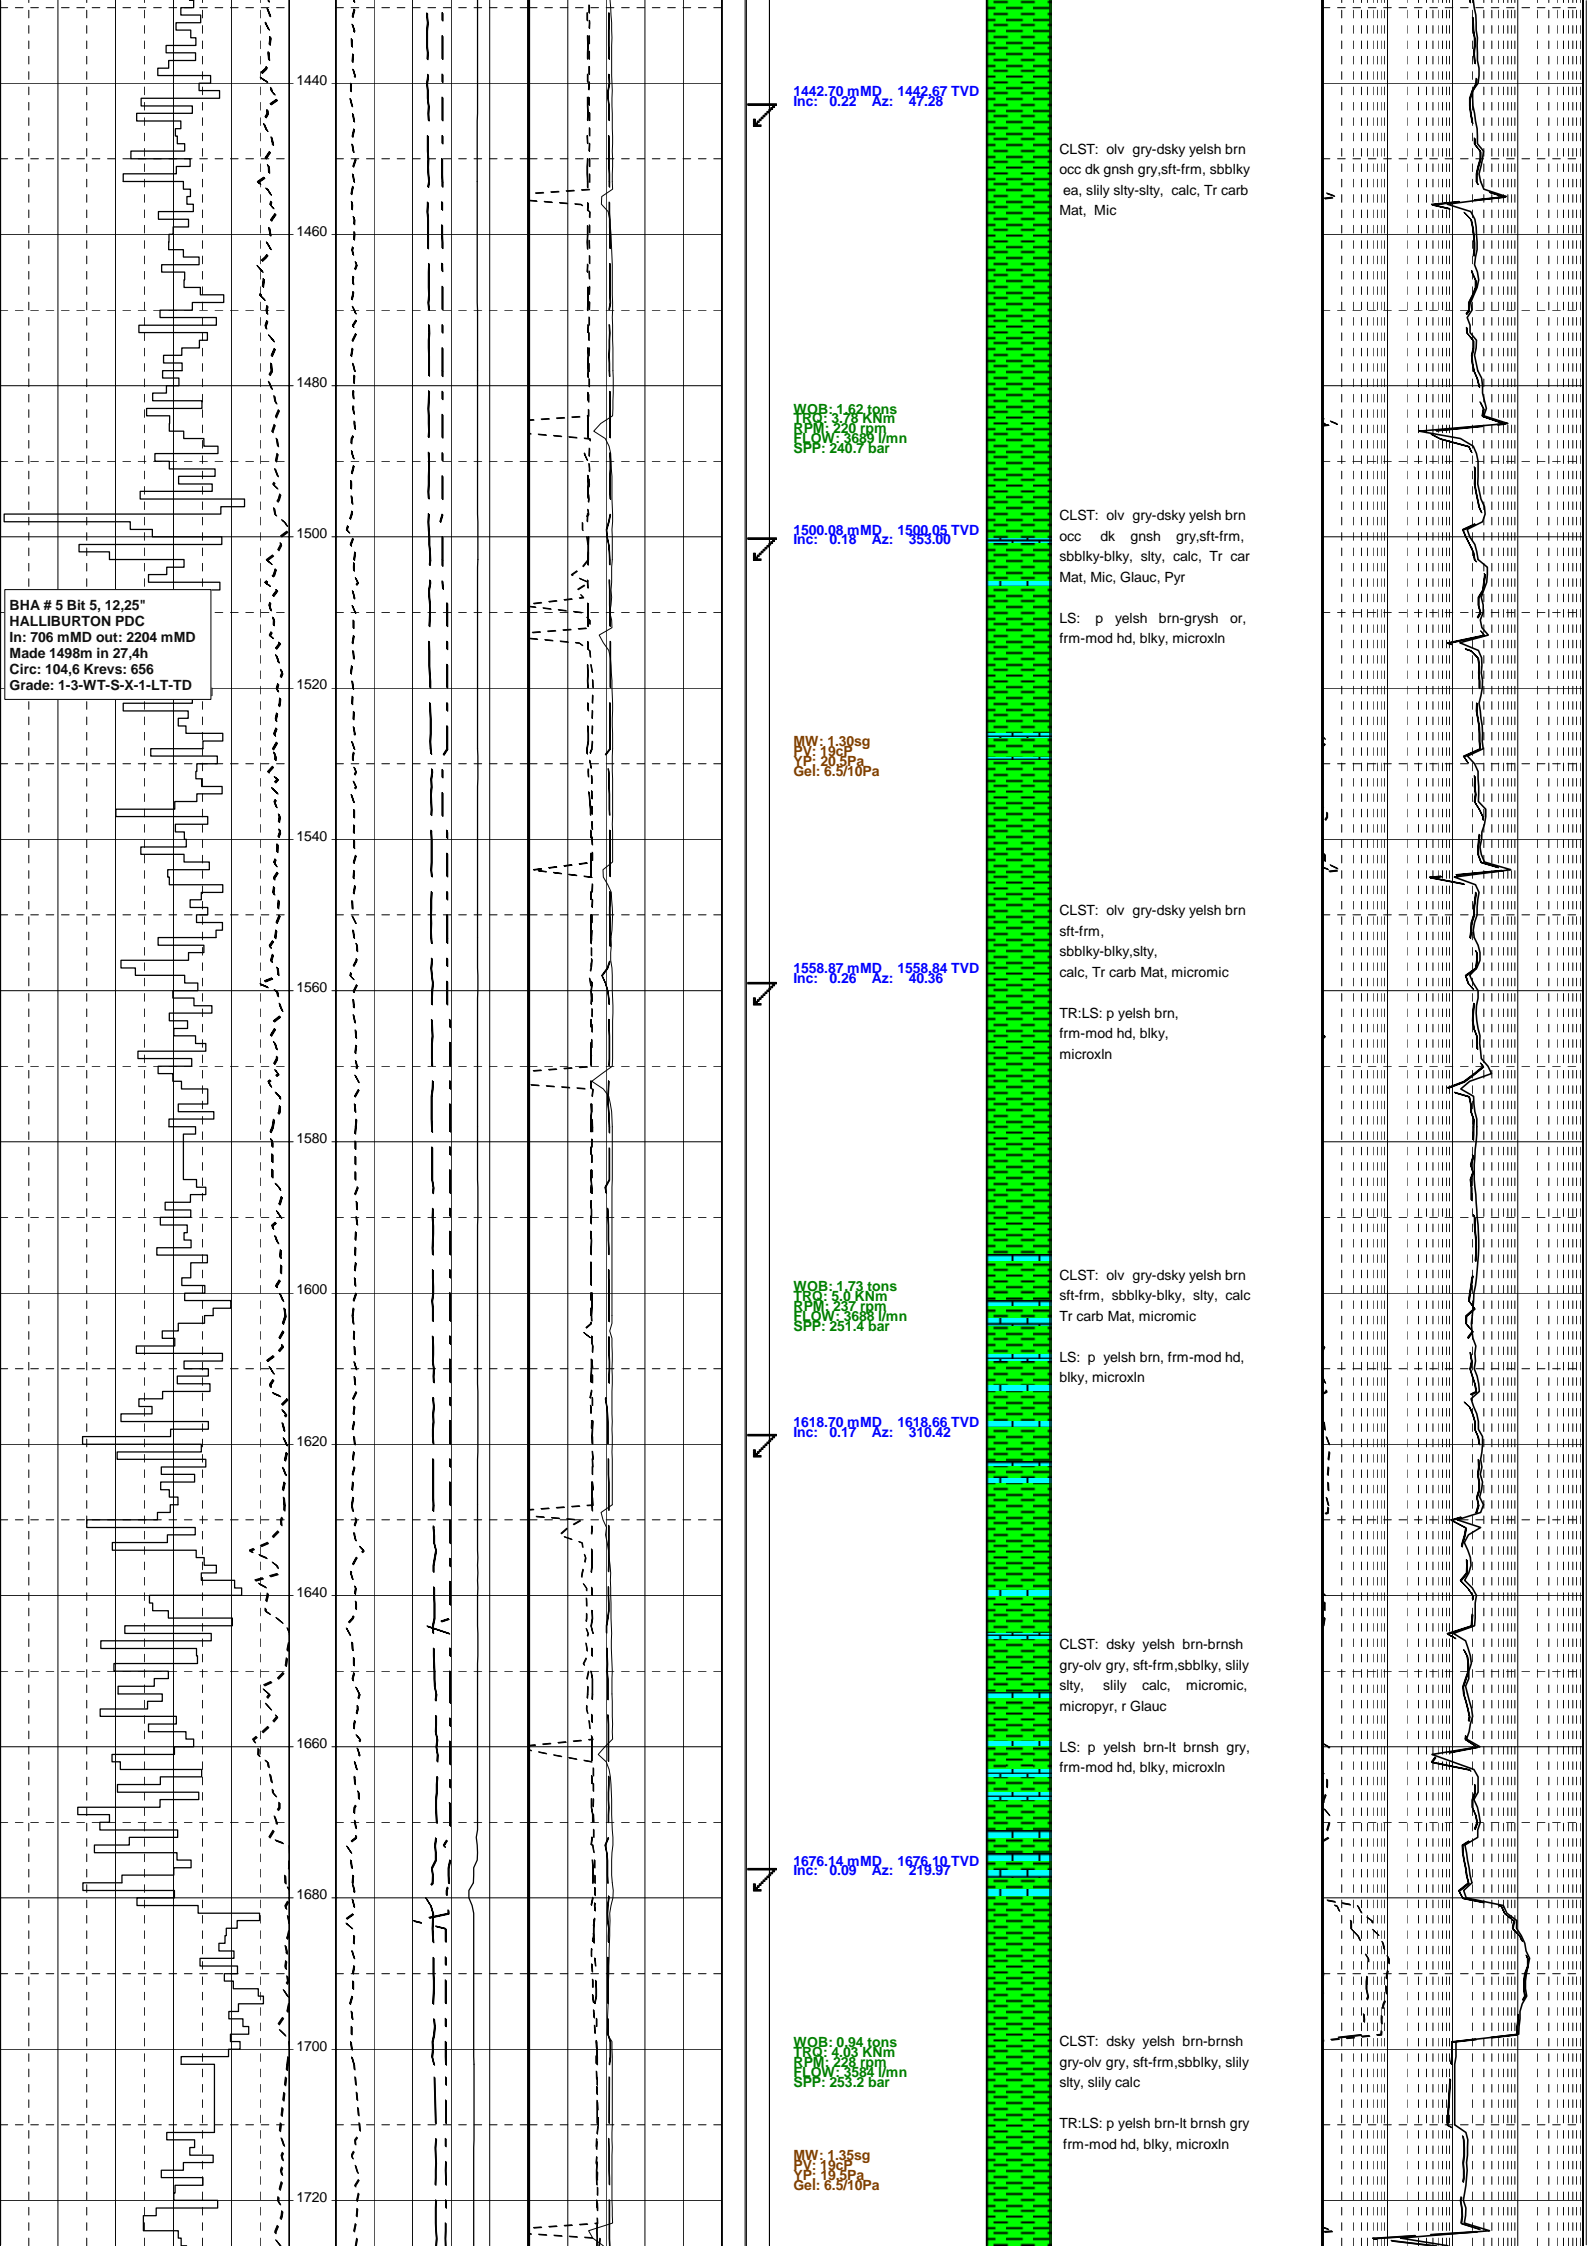 1440
1460
1480
1500
BHA # 5 Bit 5, 12,25"
HALLIBURTON PDC
In: 706 mMD out: 2204 mMD
Made 1498m in 27,4h
Circ: 104,6 Krevs: 656
Grade: 1-3-WT-S-X-1-LT-TD
1520
1540
1560
1580
1600
1620
1640
1660
1680
1700
1720
1442.70 mMD 1442.67 TVD
Inc: 0.22 Az: 47.28
WOB: 1.62 tons
TRQ: 3.78 KNm
RPM: 220 rpm
FLOW: 3689 l/mn
SPP: 240.7 bar
1500.08 mMD 1500.05 TVD
Inc: 0.18 Az: 353.00
MW: 1.30sg
PV: 19cP
YP: 20.5Pa
Gel: 6.5/10Pa
1558.87 mMD 1558.84 TVD
Inc: 0.26 Az: 40.36
WOB: 1.73 tons
TRQ: 5.0 KNm
RPM: 237 rpm
FLOW: 3688 l/mn
SPP: 251.4 bar
1618.70 mMD 1618.66 TVD
Inc: 0.17 Az: 310.42
1676.14 mMD 1676.10 TVD
Inc: 0.09 Az: 219.97
WOB: 0.94 tons
TRQ: 4.03 KNm
RPM: 228 rpm
FLOW: 3584 l/mn
SPP: 253.2 bar
MW: 1.35sg
PV: 19cP
YP: 19.5Pa
Gel: 6.5/10Pa
CLST: olv gry-dsky yelsh brn
occ dk gnsh gry,sft-frm, sbblky
ea, slily slty-slty, calc, Tr carb
Mat, Mic
CLST: olv gry-dsky yelsh brn
occ dk gnsh gry,sft-frm,
sbblky-blky, slty, calc, Tr car
Mat, Mic, Glauc, Pyr
LS: p yelsh brn-grysh or,
frm-mod hd, blky, microxln
CLST: olv gry-dsky yelsh brn
sft-frm,
sbblky-blky,slty,
calc, Tr carb Mat, micromic
TR:LS: p yelsh brn,
frm-mod hd, blky,
microxln
CLST: olv gry-dsky yelsh brn
sft-frm, sbblky-blky, slty, calc
Tr carb Mat, micromic
LS: p yelsh brn, frm-mod hd,
blky, microxln
CLST: dsky yelsh brn-brnsh
gry-olv gry, sft-frm,sbblky, slily
slty, slily calc, micromic,
micropyr, r Glauc
LS: p yelsh brn-lt brnsh gry,
frm-mod hd, blky, microxln
CLST: dsky yelsh brn-brnsh
gry-olv gry, sft-frm,sbblky, slily
slty, slily calc
TR:LS: p yelsh brn-lt brnsh gry
frm-mod hd, blky, microxln